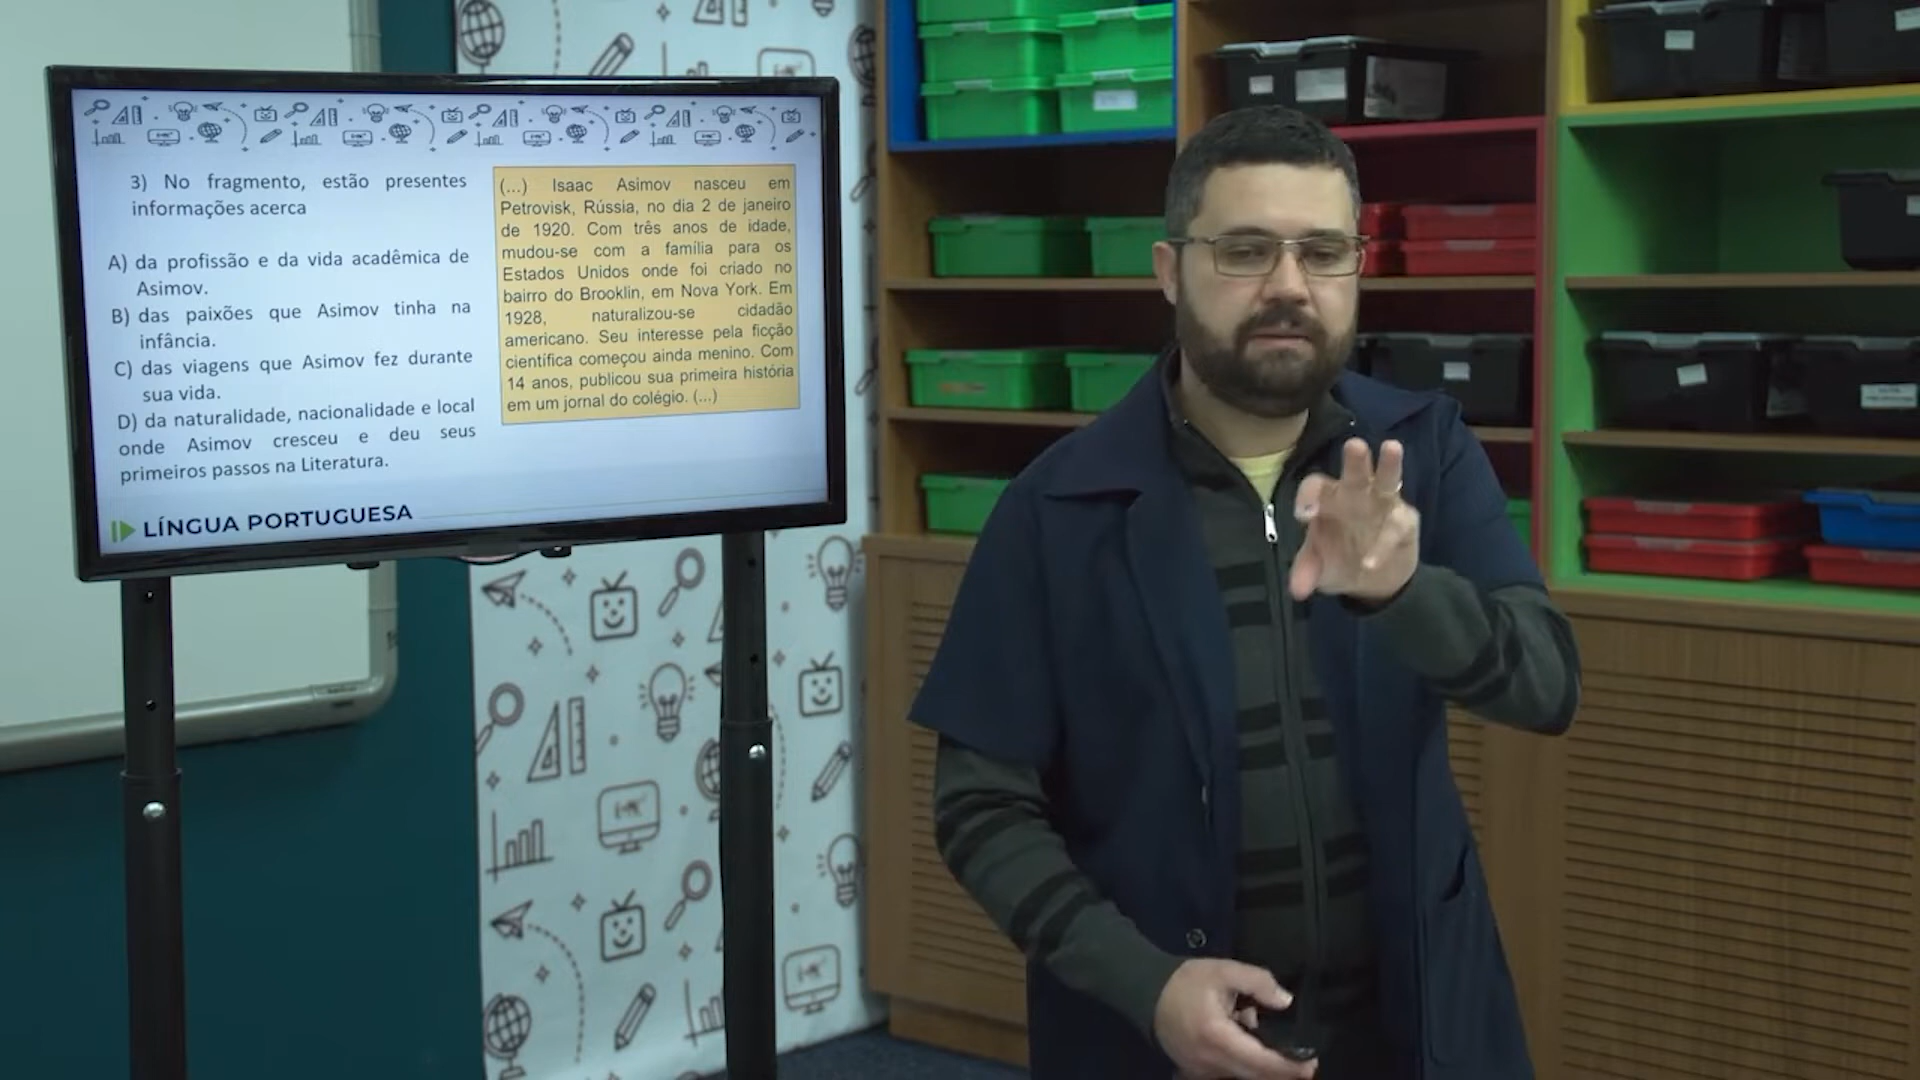 3) No fragmento, estão presentes
informações acerca
A) da profissão e da vida acadêmica de
Asimov.
B) das paixões que Asimov tinha na
infância.
C) das viagens que Asimov fez durante
sua vida.
D) da naturalidade, nacionalidade e local
onde Asimov cresceu e deu seus
primeiros passos na Literatura.
(...) Isaac Asimov nasceu em
Petrovisk, Rússia, no dia 2 de janeiro
de 1920. Com três anos de idade,
mudou-se com a família para os
Estados Unidos onde foi criado no
bairro do Brooklin, em Nova York. Em
1928, naturalizou-se cidadão
americano. Seu interesse pela ficção
científica começou ainda menino. Com
14 anos, publicou sua primeira história
em um jornal do colégio. (...)
LÍNGUA PORTUGUESA